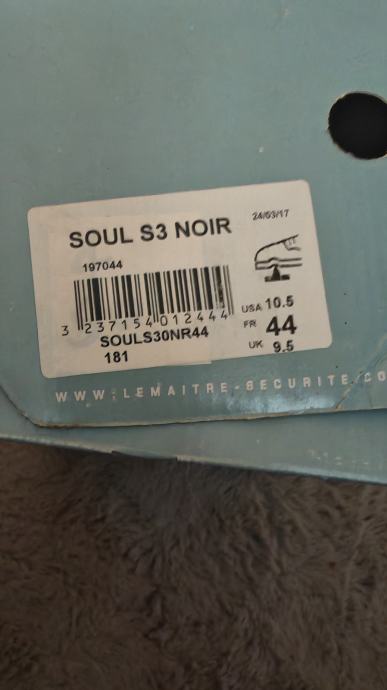 24/03/17
SOUL S3 NOIR
197044
3 237154 012444
SOULS30NR44
181
USA 10.5
FR 44
UK 9.5
WWW.LEMAITRE-SECURITE.CO